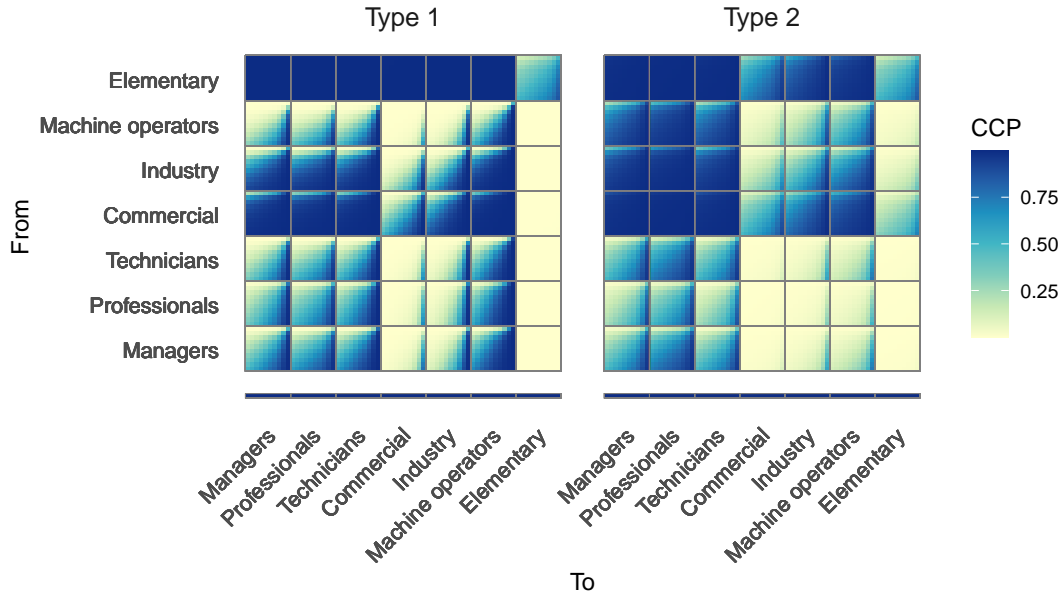 Type 1
Type 2
Elementary
Machine operators
Industry
Commercial
Technicians
Professionals
Managers
From
CCP
0.75
0.50
0.25
Managers
Professionals
Technicians
Commercial
Industry
Machine operators
Elementary
Managers
Professionals
Technicians
Commercial
Industry
Machine operators
Elementary
To